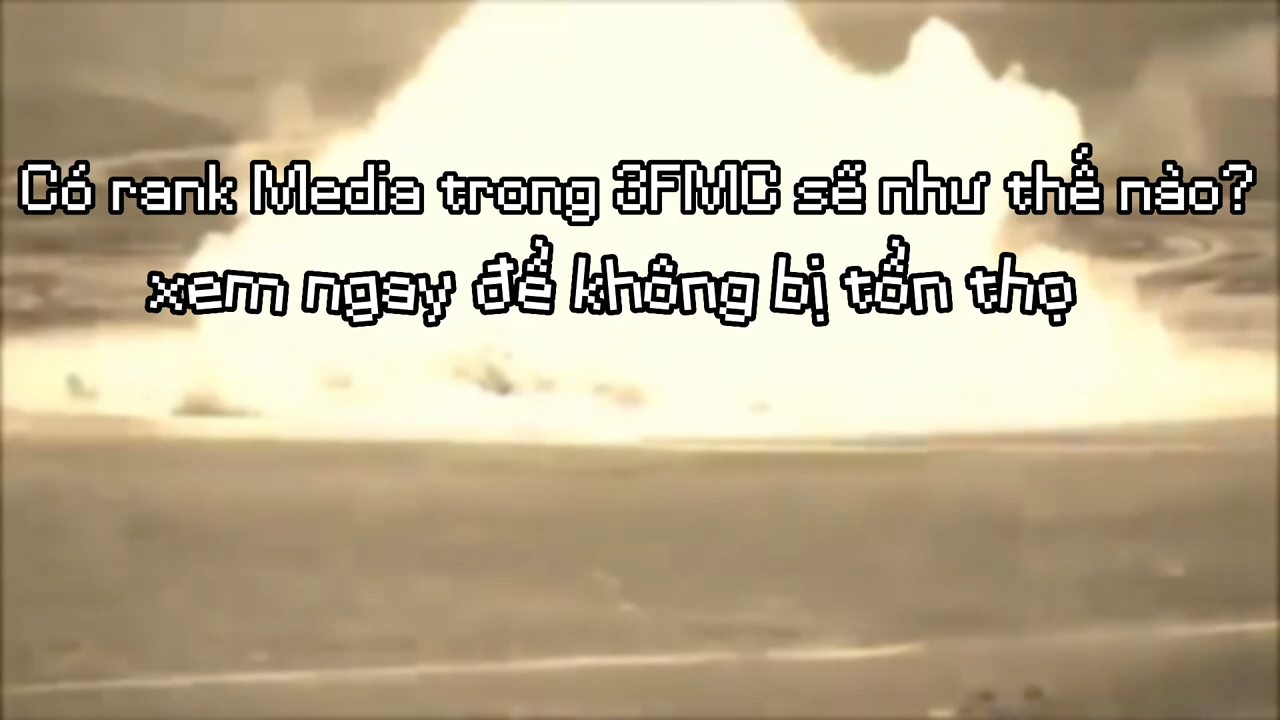 Có rank Media trong 3FMC sẽ như thế nào?
xem ngay để không bị tổn thọ